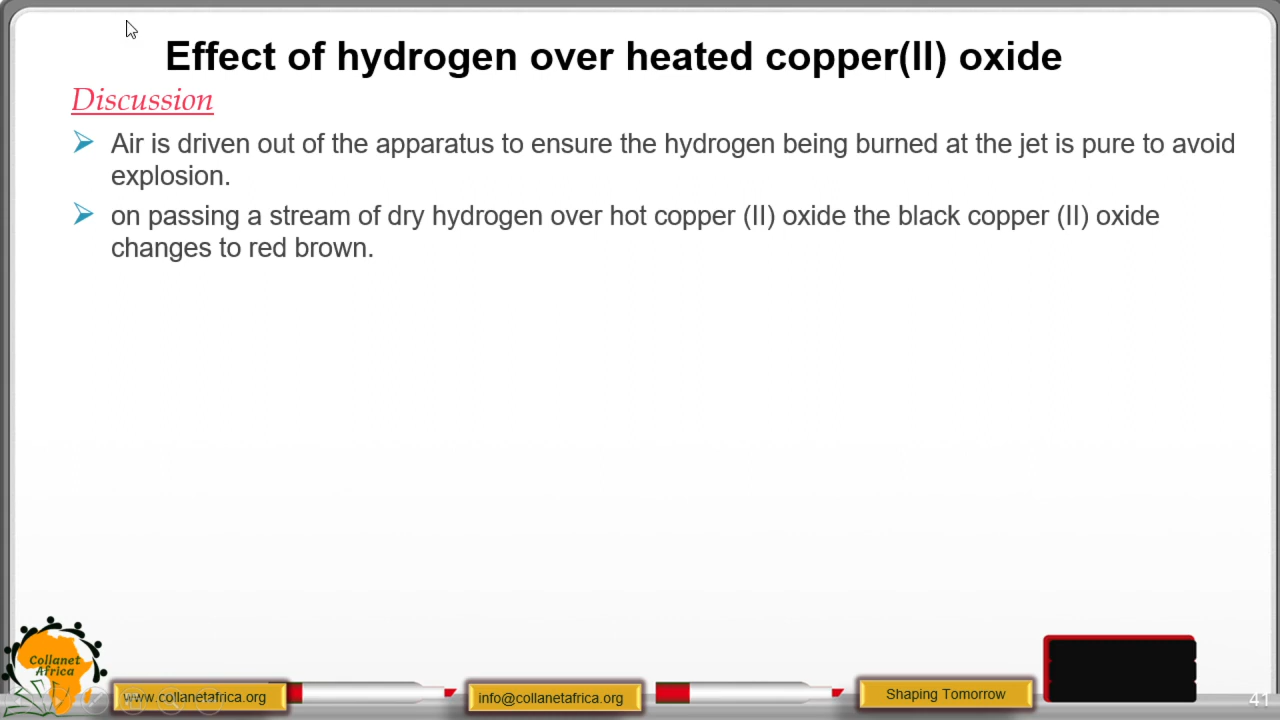 Effect of hydrogen over heated copper(II) oxide
Discussion
Air is driven out of the apparatus to ensure the hydrogen being burned at the jet is pure to avoid
explosion.
on passing a stream of dry hydrogen over hot copper (II) oxide the black copper (II) oxide
changes to red brown.
Collanet
Africa
www.collanetafrica.org
info@collanetafrica.org
Shaping Tomorrow
41